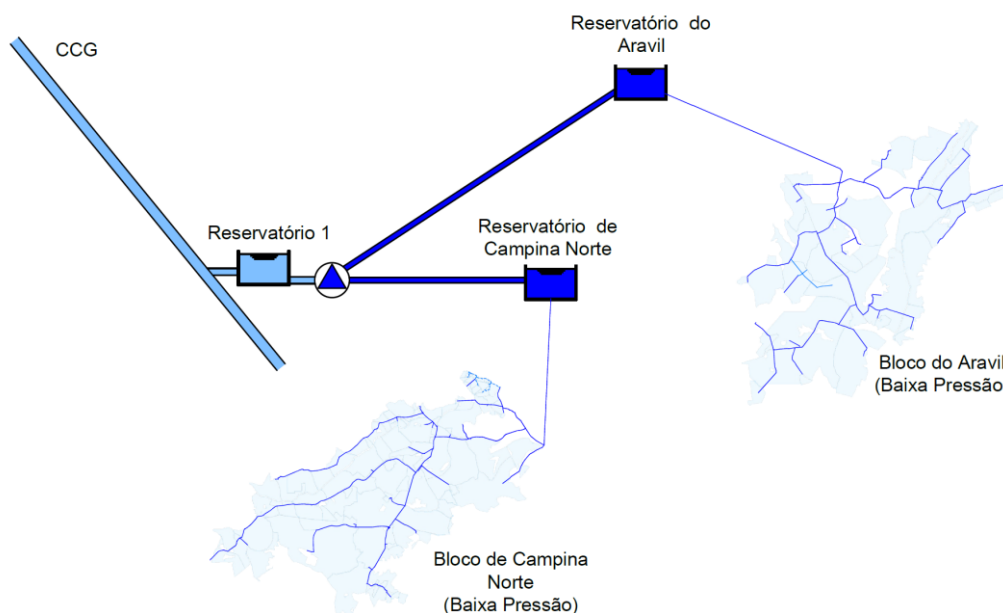 CCG
Reservatório do
Aravil
Reservatório 1
Reservatório de
Campina Norte
Bloco do Aravil
(Baixa Pressão
Bloco de Campina
Norte
(Baixa Pressão)